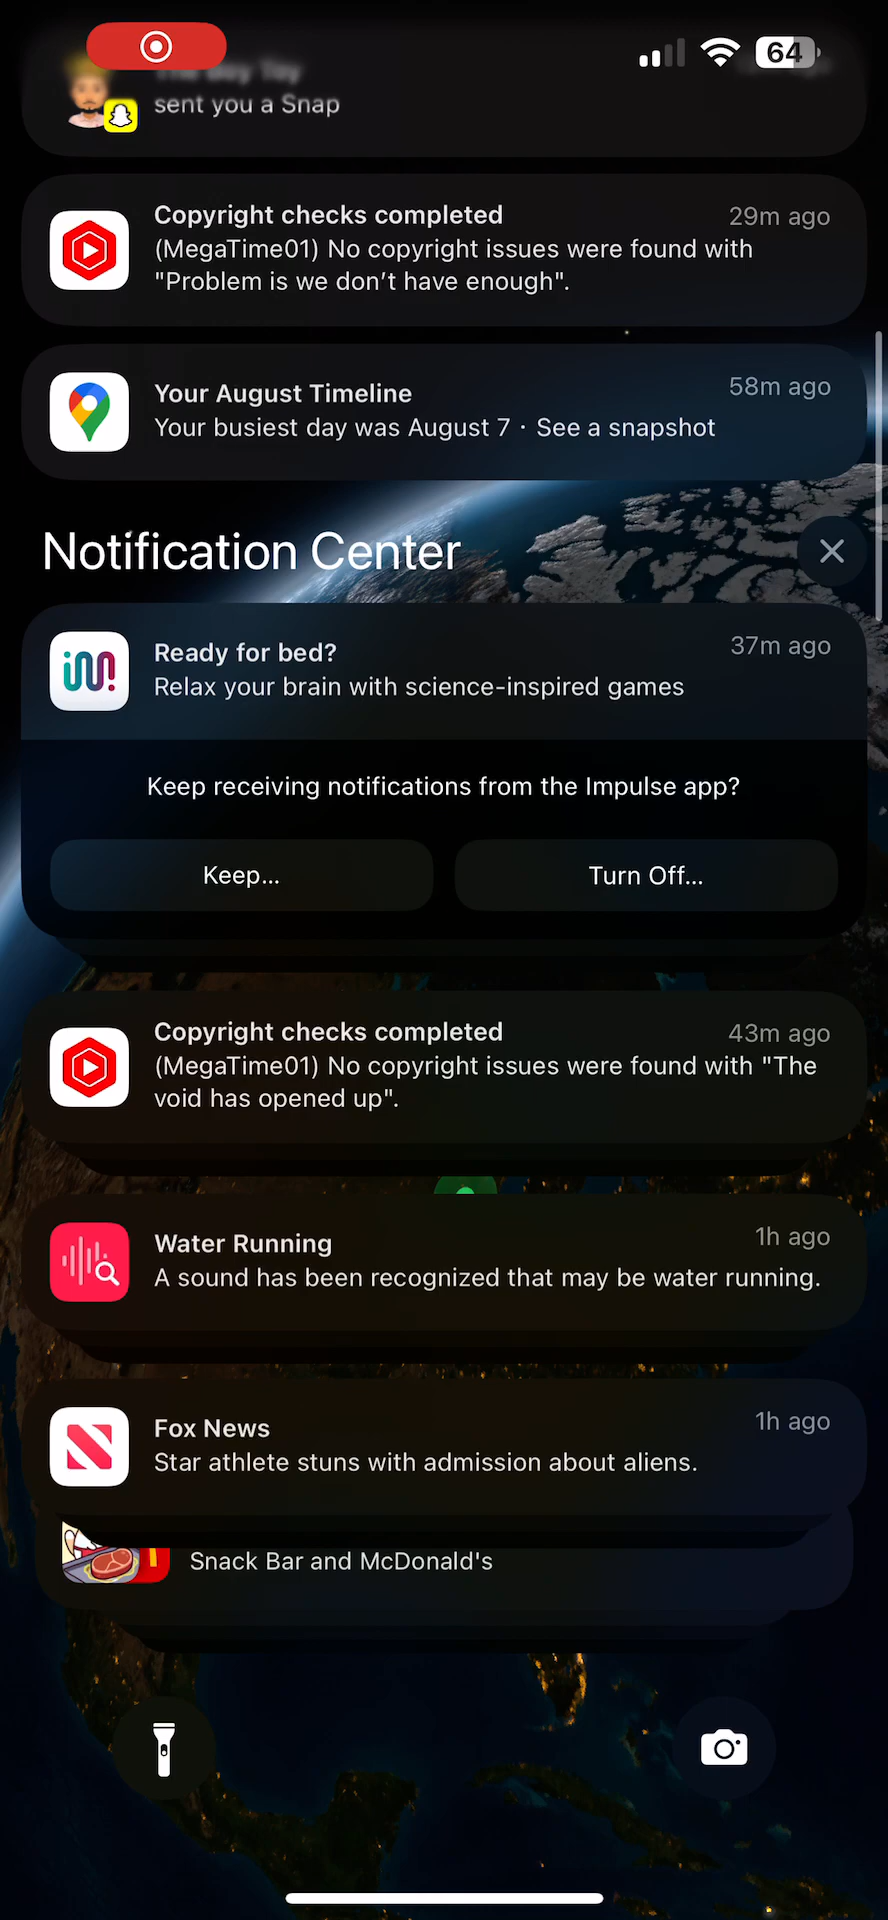 64
sent you a Snap
Copyright checks completed
29m ago
(MegaTime01) No copyright issues were found with
"Problem is we don’t have enough".
Your August Timeline
58m ago
Your busiest day was August 7 · See a snapshot
Notification Center
Ready for bed?
37m ago
Relax your brain with science-inspired games
Keep receiving notifications from the Impulse app?
Keep...
Turn Off...
Copyright checks completed
43m ago
(MegaTime01) No copyright issues were found with "The
void has opened up".
Water Running
1h ago
A sound has been recognized that may be water running.
Fox News
1h ago
Star athlete stuns with admission about aliens.
Snack Bar and McDonald's